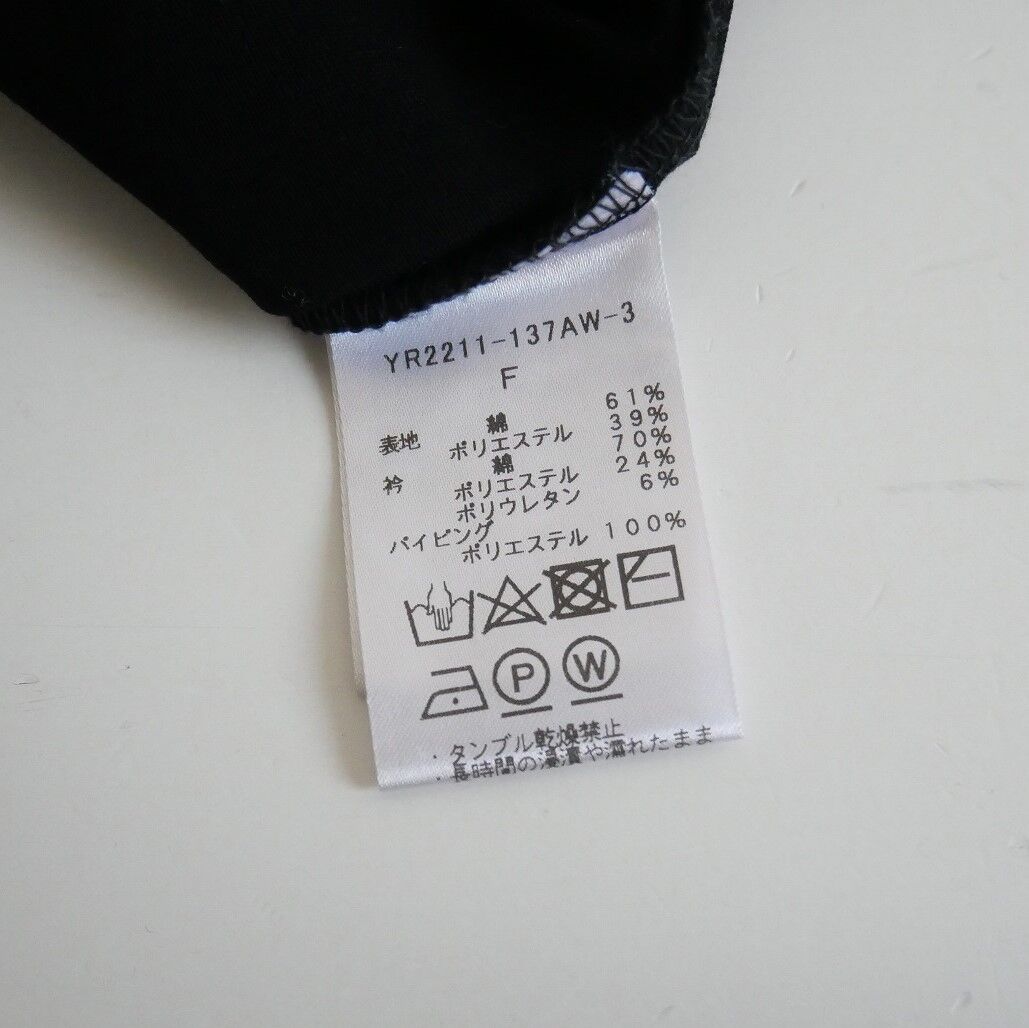 YR2211-137AW-3
F
表地 綿 61%
ポリエステル 39%
衿 綿 70%
ポリエステル 24%
ポリウレタン 6%
パイピング
ポリエステル 100%
P W
・タンブル乾燥禁止
・長時間の浸漬や濡れたまま